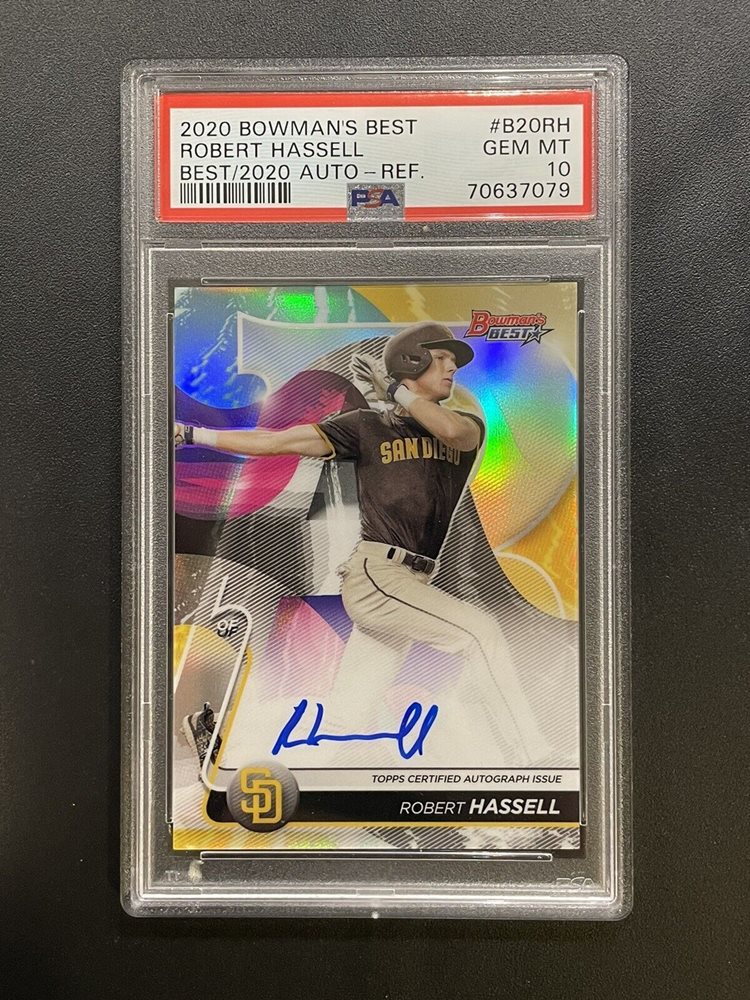 2020 BOWMAN'S BEST #B20RH
ROBERT HASSELL GEM MT
BEST/2020 AUTO-REF. 10
PSA 70637079
Bowman's
BEST
SAN DIEGO
OF
RHassell
TOPPS CERTIFIED AUTOGRAPH ISSUE
SD
ROBERT HASSELL